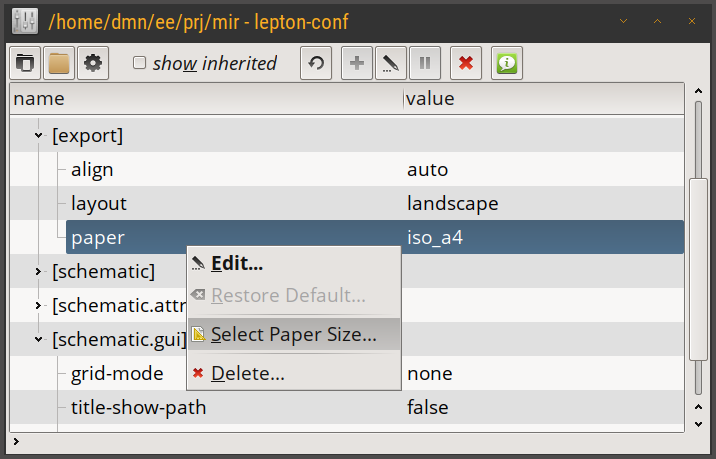 /home/dmn/ee/prj/mir - lepton-conf
show inherited
name value
[export]
align auto
layout landscape
paper iso_a4
Edit...
[schematic]
Restore Default...
[schematic.attr
Select Paper Size...
[schematic.gui]
Delete...
grid-mode none
title-show-path false